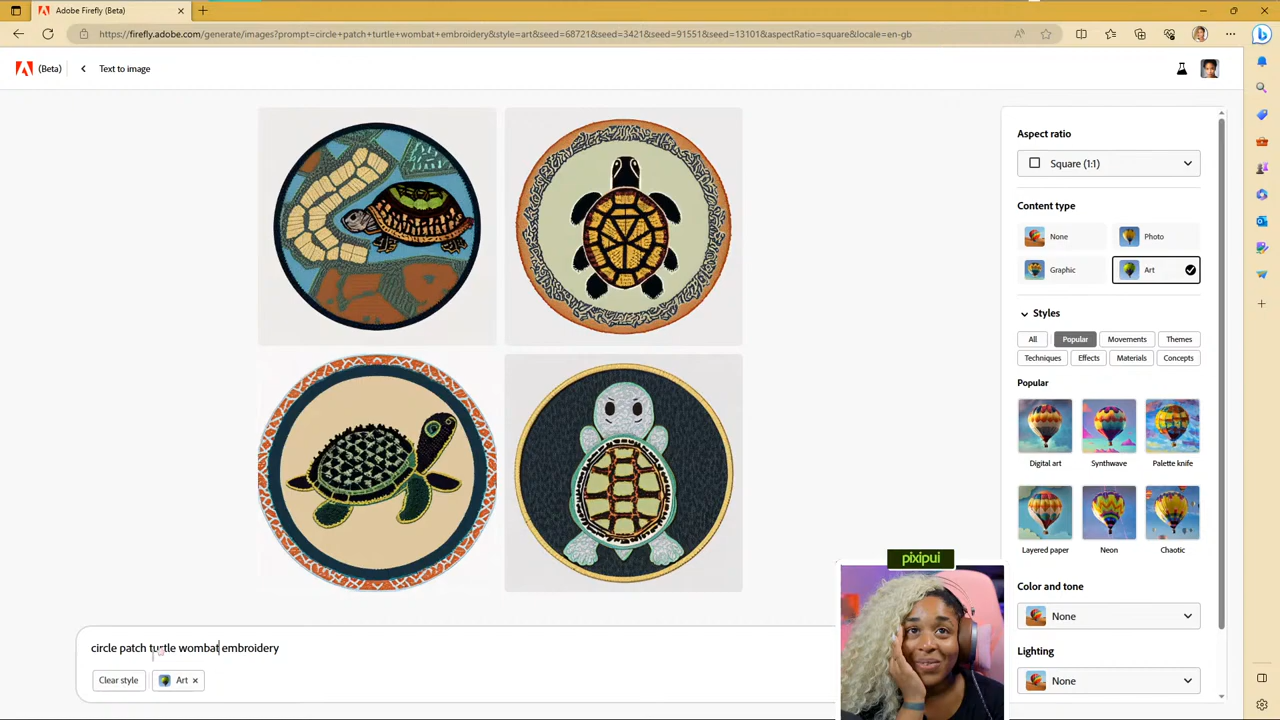 Adobe Firefly (Beta)
https://firefly.adobe.com/generate/images?prompt=circle+patch+turtle+wombat+embroidery&style=art&seed=68721&seed=3421&seed=91551&seed=13101&aspectRatio=square&locale=en-gb
(Beta)
Text to image
Aspect ratio
Square (1:1)
Content type
None
Photo
Graphic
Art
Styles
All
Popular
Movements
Themes
Techniques
Effects
Materials
Concepts
Popular
Digital art
Synthwave
Palette knife
Layered paper
Neon
Chaotic
Color and tone
None
Lighting
None
pixipui
circle patch turtle wombat embroidery
Clear style
Art